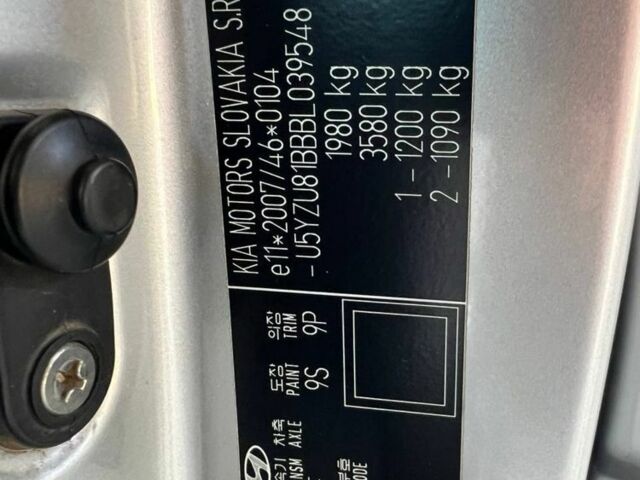 KIA MOTORS SLOVAKIA S.R
e11*2007/46*0104
-U5YZU81BBBL039548
1980 kg
3580 kg
1-1200 kg
2-1090 kg
차축 도장 의장
AXLE PAINT TRIM
9S 9P